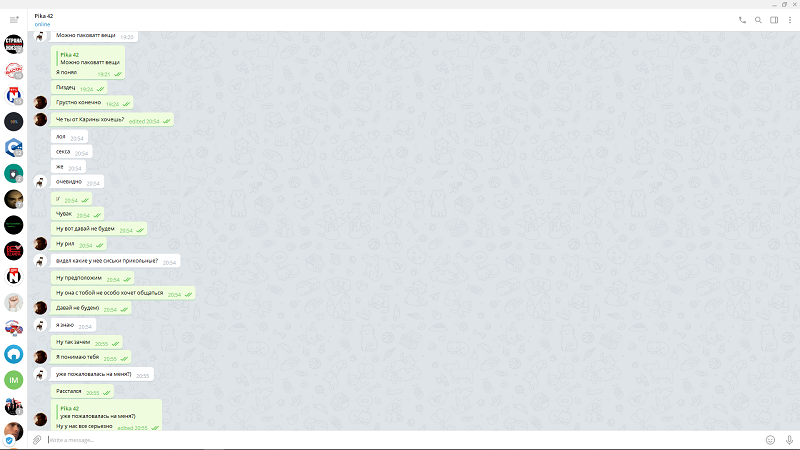 Pika 42
online
Можно паковатт вещи 19:20
Pika 42
Можно паковатт вещи
Я понял 19:21
Пиздец 19:24
Грустно конечно 19:24
Че ты от Карины хочешь? edited 20:54
лол 20:54
секса 20:54
же 20:54
очевидно 20:54
:/ 20:54
Чувак 20:54
Ну вот давай не будем 20:54
Ну рил 20:54
видел какие у нее сиськи прикольные? 20:54
Ну предположим 20:54
Ну она с тобой не особо хочет общаться 20:54
Давай не будем) 20:54
я знаю 20:54
Ну так зачем 20:55
Я понимаю тебя 20:55
уже пожаловалась на меня?) 20:55
Расстался 20:55
Pika 42
уже пожаловалась на меня?)
Ну у нас все серьезно edited 20:55
IM
Write a message...